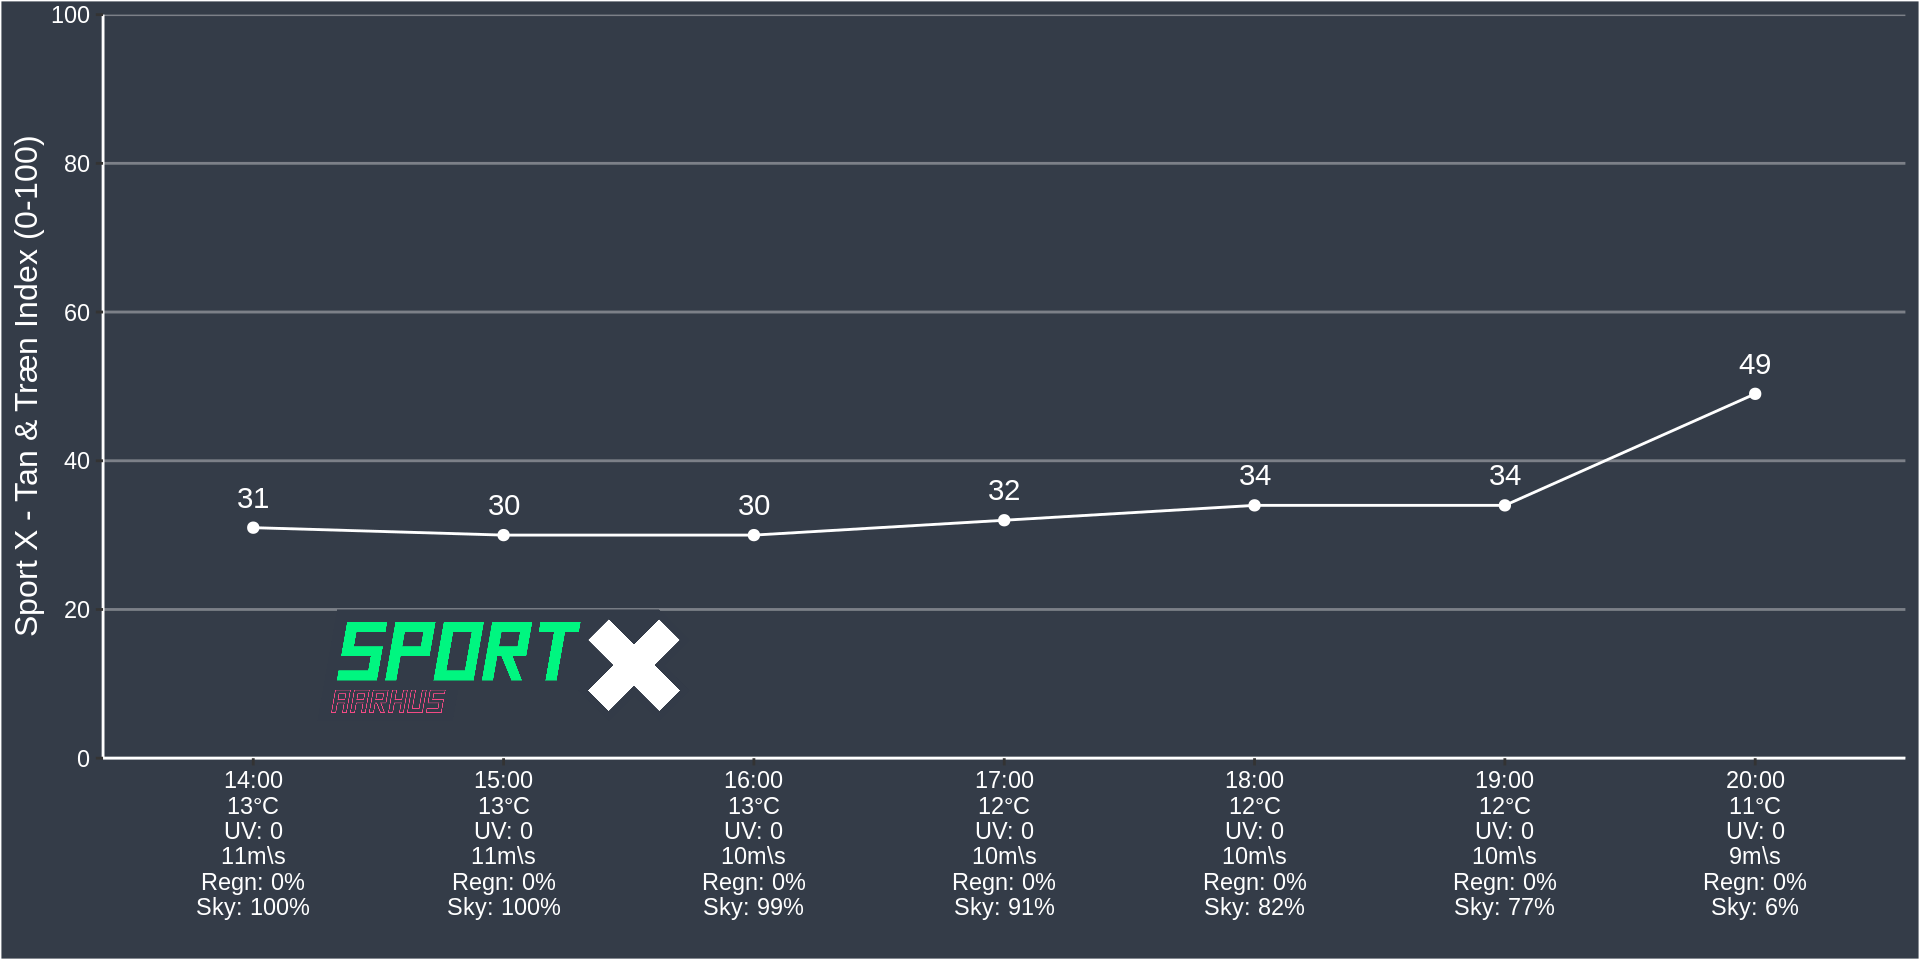 Sport X - Tan & Træn Index (0-100)
100
80
60
40
20
0
31
30
30
32
34
34
49
SPORT X
AARHUS
14:00
13°C
UV: 0
11m\s
Regn: 0%
Sky: 100%
15:00
13°C
UV: 0
11m\s
Regn: 0%
Sky: 100%
16:00
13°C
UV: 0
10m\s
Regn: 0%
Sky: 99%
17:00
12°C
UV: 0
10m\s
Regn: 0%
Sky: 91%
18:00
12°C
UV: 0
10m\s
Regn: 0%
Sky: 82%
19:00
12°C
UV: 0
10m\s
Regn: 0%
Sky: 77%
20:00
11°C
UV: 0
9m\s
Regn: 0%
Sky: 6%